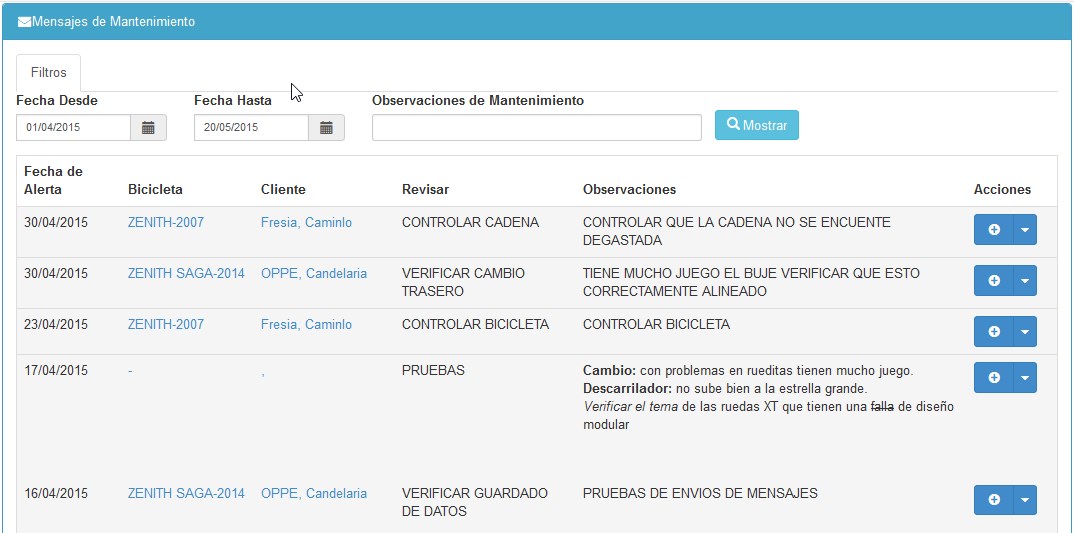 Mensajes de Mantenimiento
Filtros
Fecha Desde Fecha Hasta Observaciones de Mantenimiento
01/04/2015 20/05/2015 Mostrar
Fecha de
Alerta Bicicleta Cliente Revisar Observaciones Acciones
30/04/2015 ZENITH-2007 Fresia, Caminlo CONTROLAR CADENA CONTROLAR QUE LA CADENA NO SE ENCUENTE
DEGASTADA
30/04/2015 ZENITH SAGA-2014 OPPE, Candelaria VERIFICAR CAMBIO TIENE MUCHO JUEGO EL BUJE VERIFICAR QUE ESTO
TRASERO CORRECTAMENTE ALINEADO
23/04/2015 ZENITH-2007 Fresia, Caminlo CONTROLAR BICICLETA CONTROLAR BICICLETA
17/04/2015 - , PRUEBAS Cambio: con problemas en rueditas tienen mucho juego.
Descarrilador: no sube bien a la estrella grande.
Verificar el tema de las ruedas XT que tienen una falla de diseño
modular
16/04/2015 ZENITH SAGA-2014 OPPE, Candelaria VERIFICAR GUARDADO PRUEBAS DE ENVIOS DE MENSAJES
DE DATOS